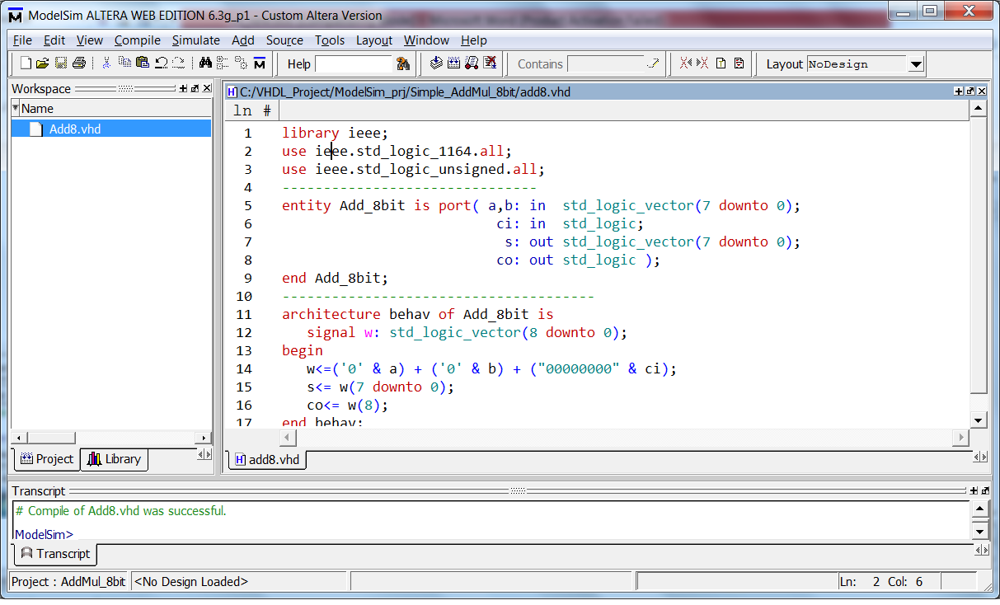 ModelSim ALTERA WEB EDITION 6.3g_p1 - Custom Altera Version
File Edit View Compile Simulate Add Source Tools Layout Window Help
Help Contains Layout NoDesign
Workspace
Name
Add8.vhd
Project Library
C:/VHDL_Project/ModelSim_prj/Simple_AddMul_8bit/add8.vhd
ln #
1 library ieee;
2 use ieee.std_logic_1164.all;
3 use ieee.std_logic_unsigned.all;
4 -------------------------------
5 entity Add_8bit is port( a,b: in  std_logic_vector(7 downto 0);
6 ci: in  std_logic;
7 s: out std_logic_vector(7 downto 0);
8 co: out std_logic );
9 end Add_8bit;
10 --------------------------------------
11 architecture behav of Add_8bit is
12 signal w: std_logic_vector(8 downto 0);
13 begin
14 w<=('0' & a) + ('0' & b) + ("00000000" & ci);
15 s<= w(7 downto 0);
16 co<= w(8);
17 end behav;
add8.vhd
Transcript
# Compile of Add8.vhd was successful.
ModelSim>
Transcript
Project : AddMul_8bit <No Design Loaded> Ln: 2 Col: 6